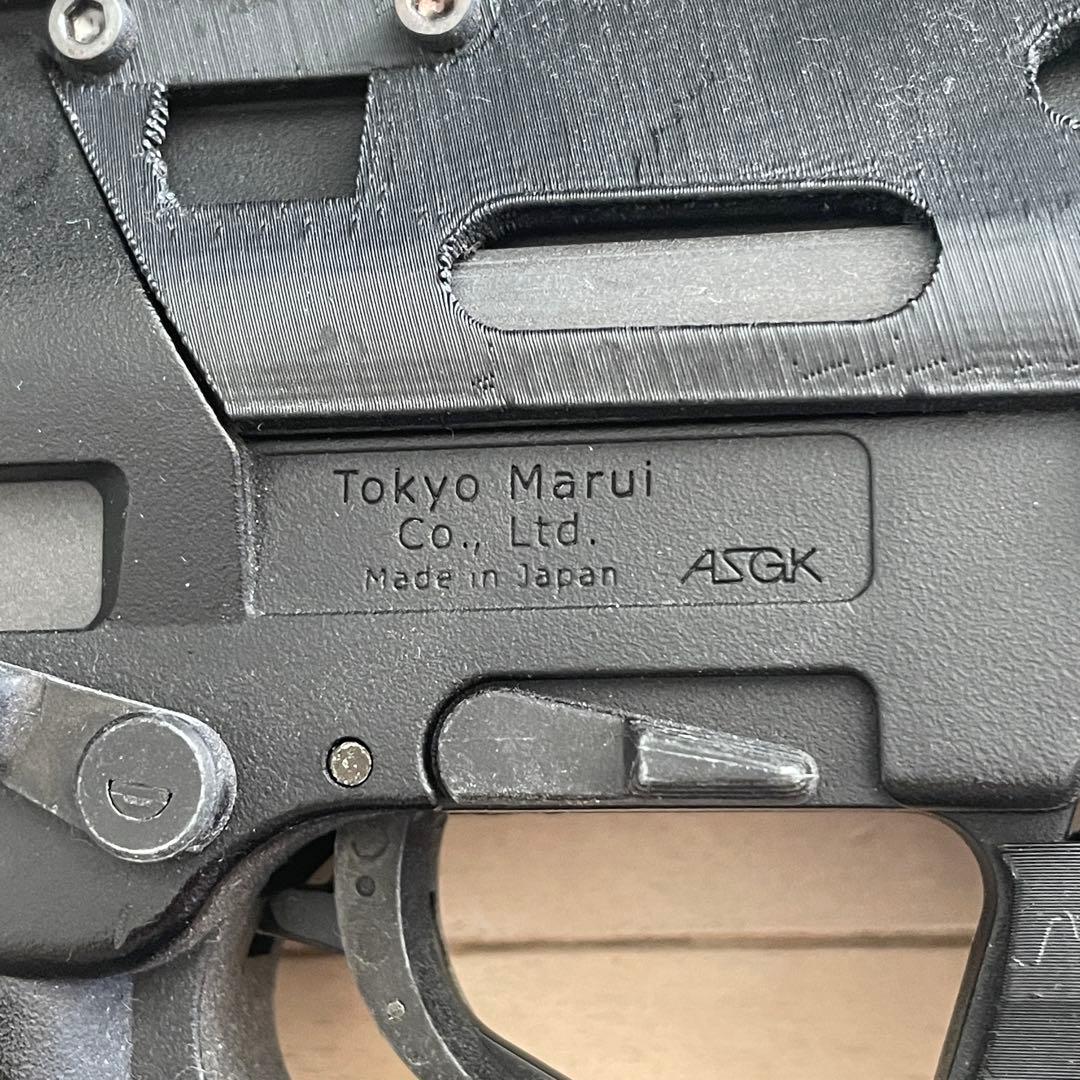 Tokyo Marui
Co., Ltd.
Made in Japan
ASGK